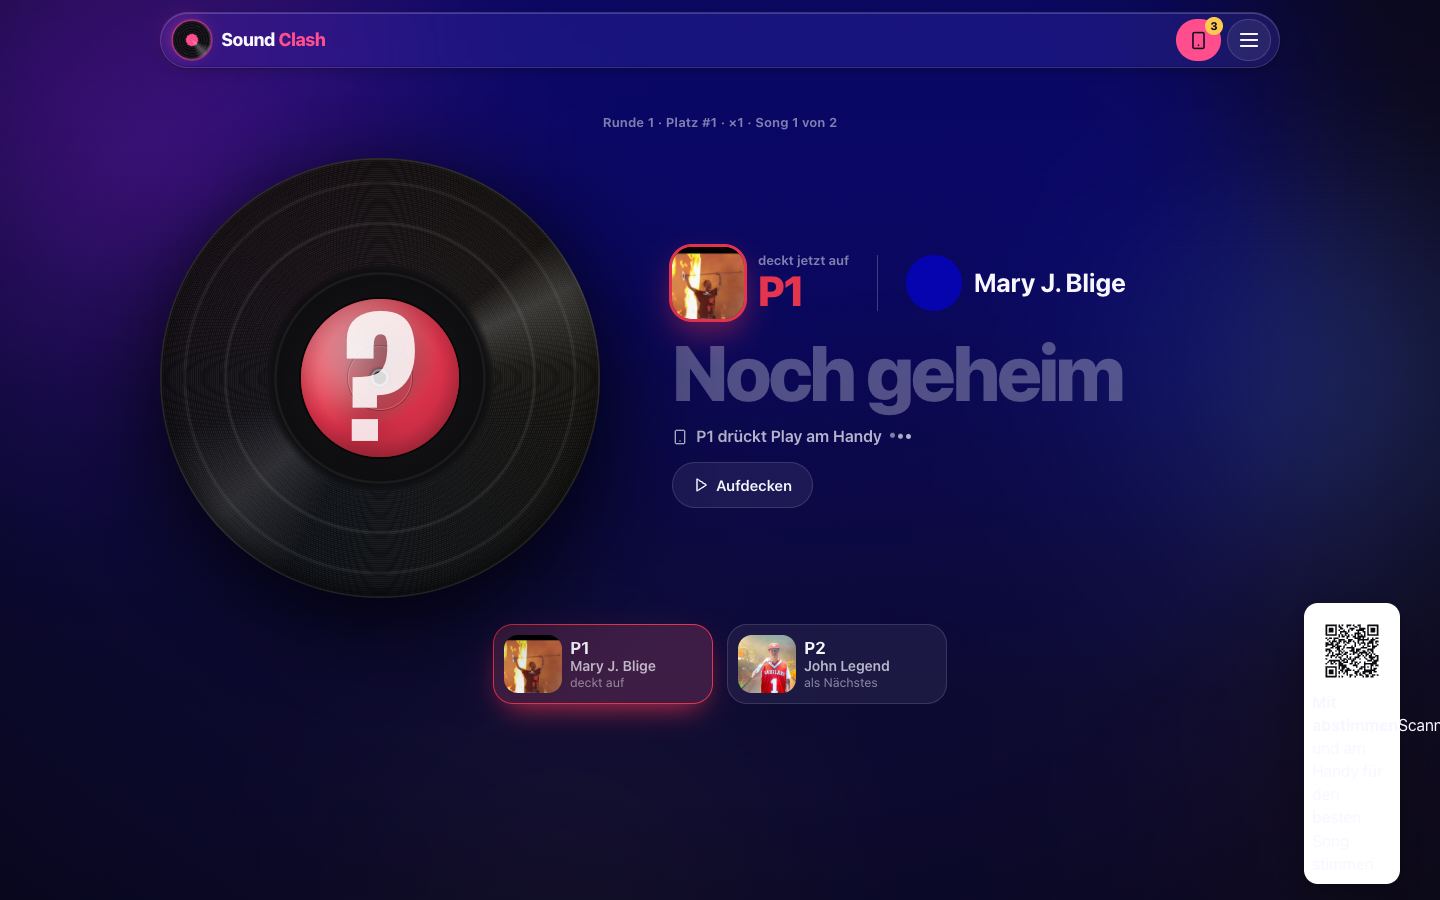 Sound Clash
3
Runde 1 · Platz #1 · ×1 · Song 1 von 2
deckt jetzt auf
P1
Mary J. Blige
?
Noch geheim
P1 drückt Play am Handy
Aufdecken
P1
Mary J. Blige
deckt auf
P2
John Legend
als Nächstes
1
Mit
abstimmen Scann
und am
Handy für
den
besten
Song
stimmen